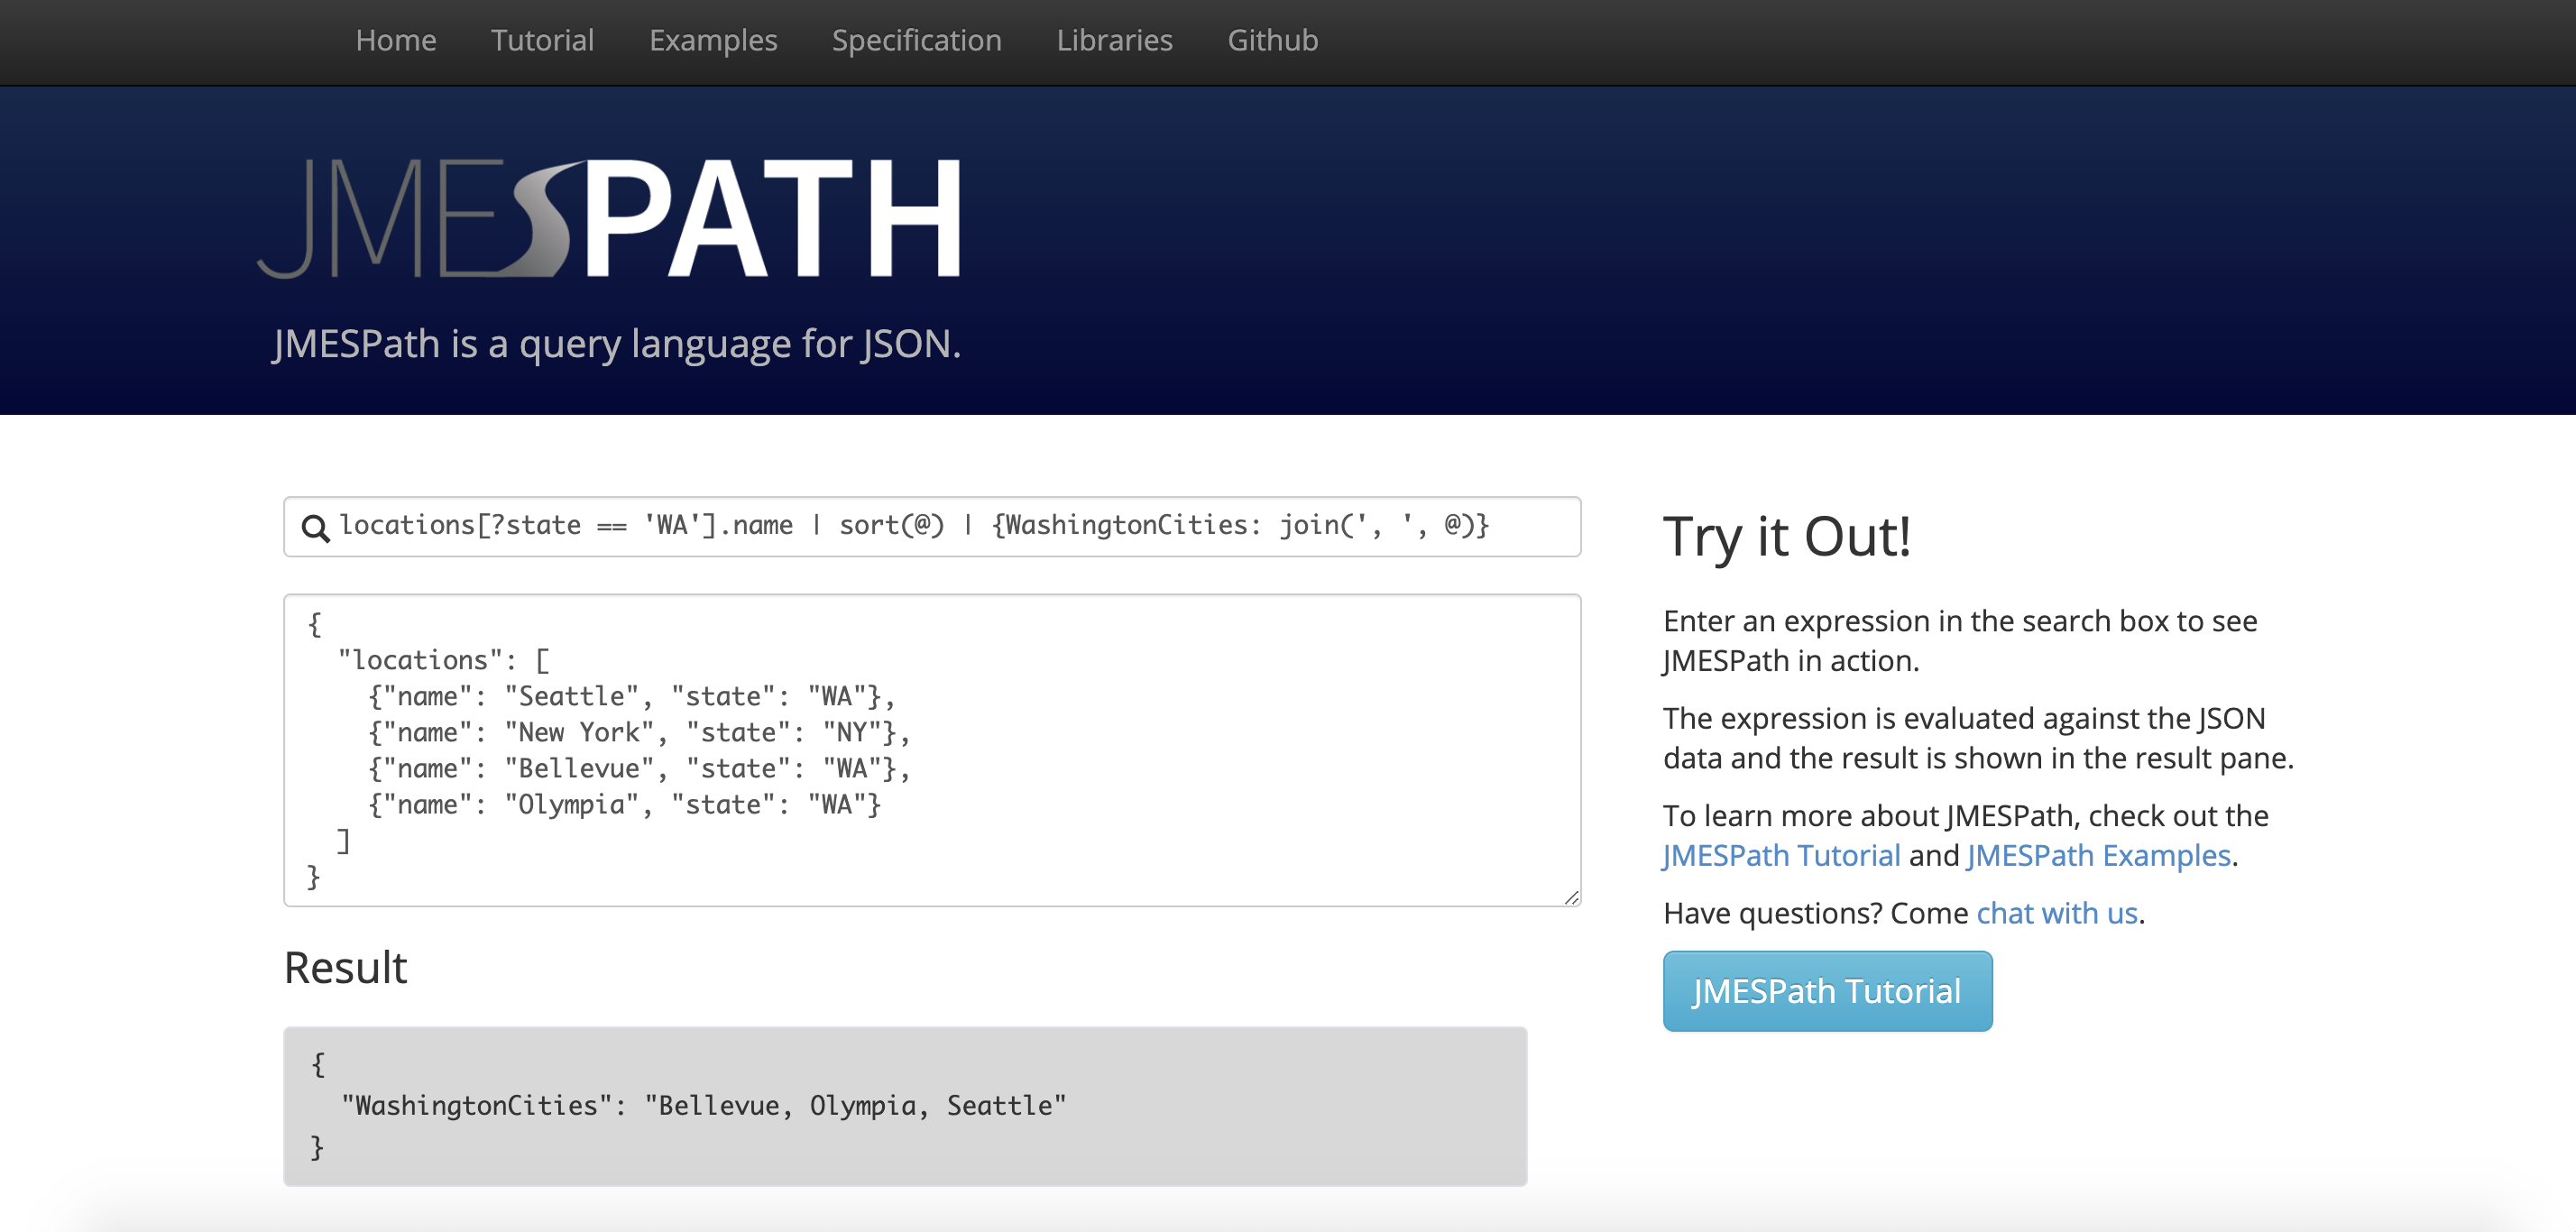 Home Tutorial Examples Specification Libraries Github
JMESPATH
JMESPath is a query language for JSON.
locations[?state == 'WA'].name | sort(@) | {WashingtonCities: join(', ', @)}
{
  "locations": [
    {"name": "Seattle", "state": "WA"},
    {"name": "New York", "state": "NY"},
    {"name": "Bellevue", "state": "WA"},
    {"name": "Olympia", "state": "WA"}
  ]
}
Result
{
  "WashingtonCities": "Bellevue, Olympia, Seattle"
}
Try it Out!
Enter an expression in the search box to see
JMESPath in action.
The expression is evaluated against the JSON
data and the result is shown in the result pane.
To learn more about JMESPath, check out the
JMESPath Tutorial and JMESPath Examples.
Have questions? Come chat with us.
JMESPath Tutorial